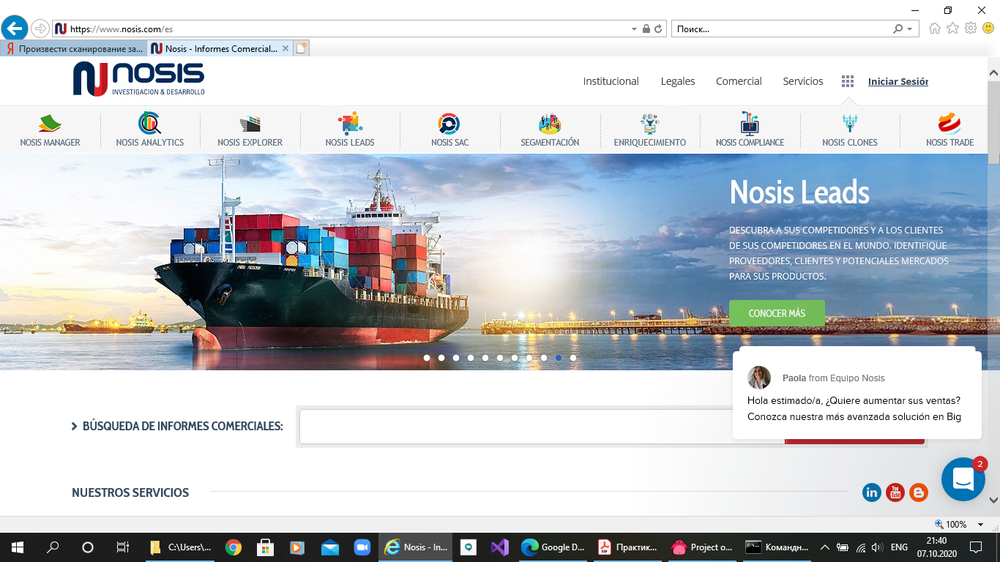 https://www.nosis.com/es
Поиск...
Произвести сканирование за...
Nosis - Informes Comercial...
NOSIS
INVESTIGACION & DESARROLLO
Institucional
Legales
Comercial
Servicios
Iniciar Sesión
NOSIS MANAGER
NOSIS ANALYTICS
NOSIS EXPLORER
NOSIS LEADS
NOSIS SAC
SEGMENTACIÓN
ENRIQUECIMIENTO
NOSIS COMPLIANCE
NOSIS CLONES
NOSIS TRADE
Nosis Leads
DESCUBRA A SUS COMPETIDORES Y A LOS CLIENTES
DE SUS COMPETIDORES EN EL MUNDO. IDENTIFIQUE
PROVEEDORES, CLIENTES Y POTENCIALES MERCADOS
PARA SUS PRODUCTOS.
CONOCER MÁS
Paola from Equipo Nosis
Hola estimado/a, ¿Quiere aumentar sus ventas?
Conozca nuestra más avanzada solución en Big
BÚSQUEDA DE INFORMES COMERCIALES:
2
NUESTROS SERVICIOS
in
You Tube
100%
C:\Users\...
Nosis - In...
Google D...
Практик...
Project o...
Командн...
ENG
21:40
07.10.2020